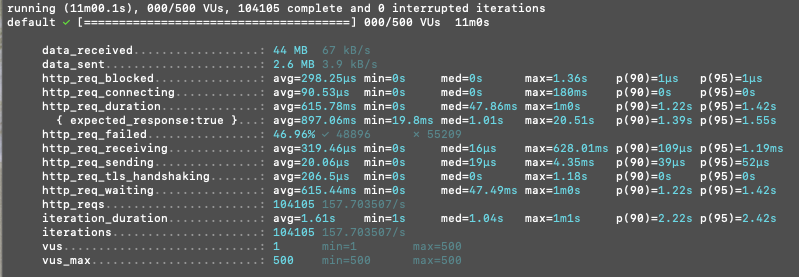 running (11m00.1s), 000/500 VUs, 104105 complete and 0 interrupted iterations
default ✓ [======================================] 000/500 VUs  11m0s

data_received..................: 44 MB  67 kB/s
data_sent......................: 2.6 MB 3.9 kB/s
http_req_blocked...............: avg=298.25µs min=0s     med=0s      max=1.36s    p(90)=1µs   p(95)=1µs
http_req_connecting............: avg=90.53µs  min=0s     med=0s      max=180ms    p(90)=0s    p(95)=0s
http_req_duration..............: avg=615.78ms min=0s     med=47.86ms max=1m0s     p(90)=1.22s p(95)=1.42s
{ expected_response:true }...: avg=897.06ms min=19.8ms med=1.01s   max=20.51s   p(90)=1.39s p(95)=1.55s
http_req_failed................: 46.96% ✓ 48896      ✗ 55209
http_req_receiving.............: avg=319.46µs min=0s     med=16µs    max=628.01ms p(90)=109µs p(95)=1.19ms
http_req_sending...............: avg=20.06µs  min=0s     med=19µs    max=4.35ms   p(90)=39µs  p(95)=52µs
http_req_tls_handshaking.......: avg=206.5µs  min=0s     med=0s      max=1.18s    p(90)=0s    p(95)=0s
http_req_waiting...............: avg=615.44ms min=0s     med=47.49ms max=1m0s     p(90)=1.22s p(95)=1.42s
http_reqs......................: 104105 157.703507/s
iteration_duration.............: avg=1.61s    min=1s     med=1.04s   max=1m1s     p(90)=2.22s p(95)=2.42s
iterations.....................: 104105 157.703507/s
vus............................: 1      min=1        max=500
vus_max........................: 500    min=500      max=500